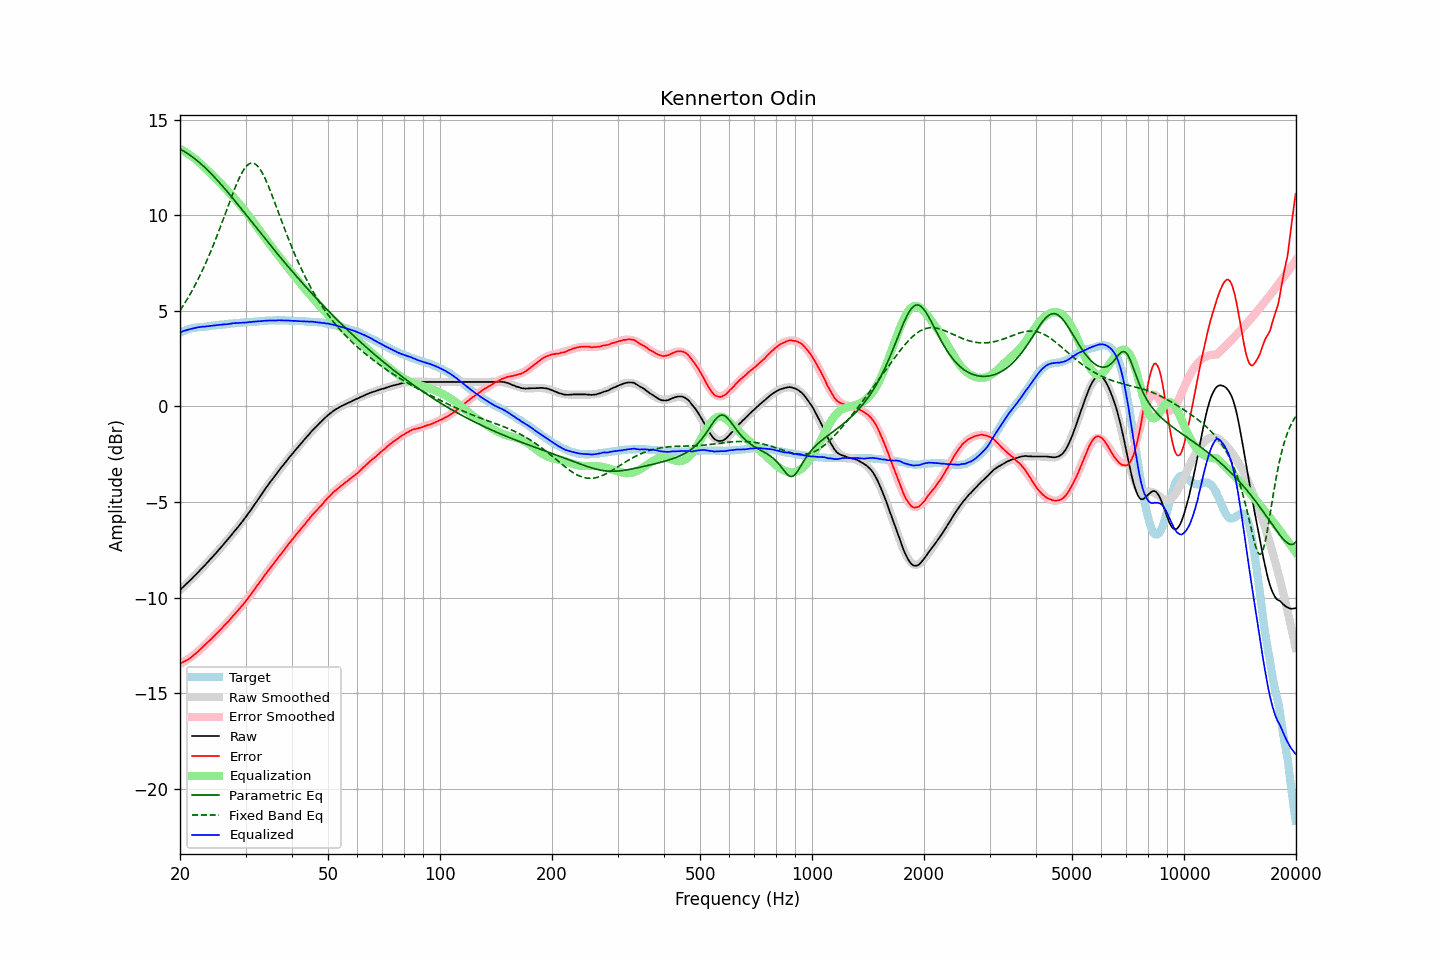 Kennerton Odin
15
10
5
0
−5
−10
−15
−20
Amplitude (dBr)
Target
Raw Smoothed
Error Smoothed
Raw
Error
Equalization
Parametric Eq
Fixed Band Eq
Equalized
20 50 100 200 500 1000 2000 5000 10000 20000
Frequency (Hz)